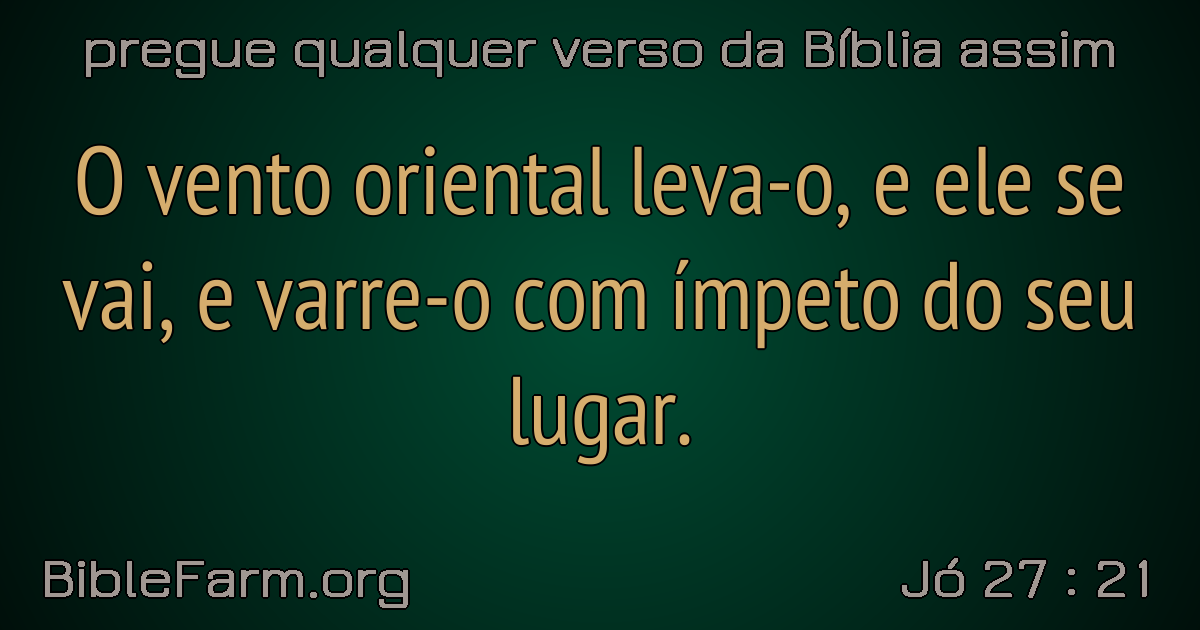 pregue qualquer verso da Bíblia assim
O vento oriental leva-o, e ele se
vai, e varre-o com ímpeto do seu
lugar.
BibleFarm.org
Jó 27 : 21